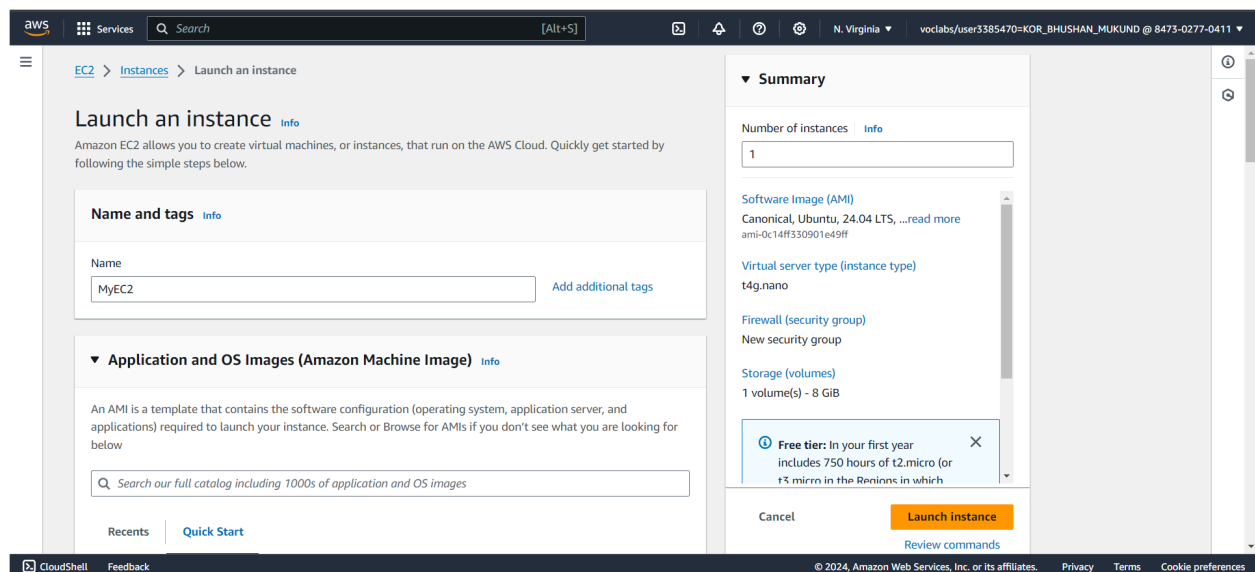 aws
Services
Search
[Alt+S]
N. Virginia
voclabs/user3385470=KOR_BHUSHAN_MUKUND @ 8473-0277-0411
EC2 > Instances > Launch an instance
Launch an instance Info
Amazon EC2 allows you to create virtual machines, or instances, that run on the AWS Cloud. Quickly get started by
following the simple steps below.
Name and tags Info
Name
MyEC2
Add additional tags
Application and OS Images (Amazon Machine Image) Info
An AMI is a template that contains the software configuration (operating system, application server, and
applications) required to launch your instance. Search or Browse for AMIs if you don't see what you are looking for
below
Search our full catalog including 1000s of application and OS images
Recents
Quick Start
Summary
Number of instances Info
1
Software Image (AMI)
Canonical, Ubuntu, 24.04 LTS, ...read more
ami-0c14ff330901e49ff
Virtual server type (instance type)
t4g.nano
Firewall (security group)
New security group
Storage (volumes)
1 volume(s) - 8 GiB
Free tier: In your first year
includes 750 hours of t2.micro (or
t3.micro in the Regions in which
Cancel
Launch instance
Review commands
CloudShell
Feedback
© 2024, Amazon Web Services, Inc. or its affiliates.
Privacy
Terms
Cookie preferences